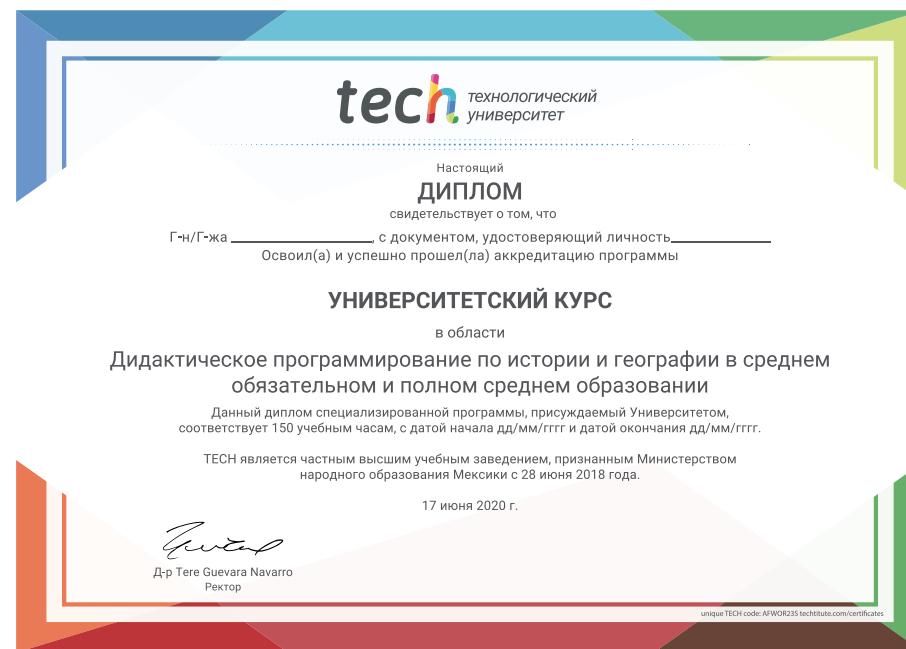 tech технологический
университет
Настоящий
ДИПЛОМ
свидетельствует о том, что
Г-н/Г-жа ____________________, с документом, удостоверяющий личность______________
Освоил(а) и успешно прошел(ла) аккредитацию программы
УНИВЕРСИТЕТСКИЙ КУРС
в области
Дидактическое программирование по истории и географии в среднем
обязательном и полном среднем образовании
Данный диплом специализированной программы, присуждаемый Университетом,
соответствует 150 учебным часам, с датой начала дд/мм/гггг и датой окончания дд/мм/гггг.
TECH является частным высшим учебным заведением, признанным Министерством
народного образования Мексики с 28 июня 2018 года.
17 июня 2020 г.
Д-р Tere Guevara Navarro
Ректор
unique TECH code: AFWOR23S techtitute.com/certificates